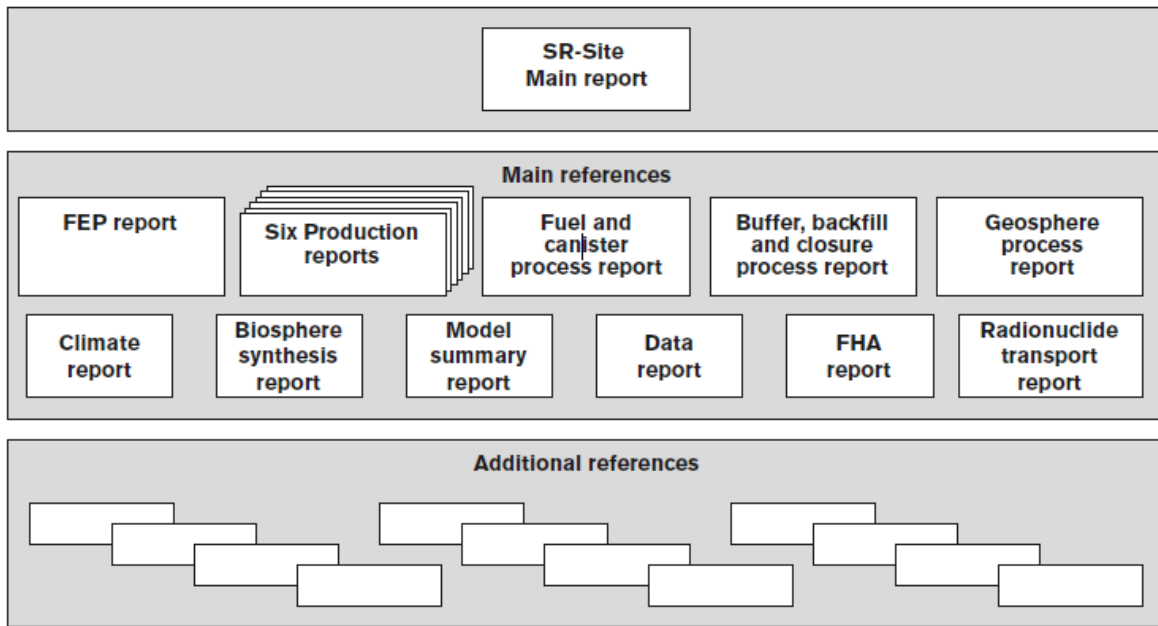 SR-Site
Main report
Main references
FEP report
Six Production
reports
Fuel and
canister
process report
Buffer, backfill
and closure
process report
Geosphere
process
report
Climate
report
Biosphere
synthesis
report
Model
summary
report
Data
report
FHA
report
Radionuclide
transport
report
Additional references